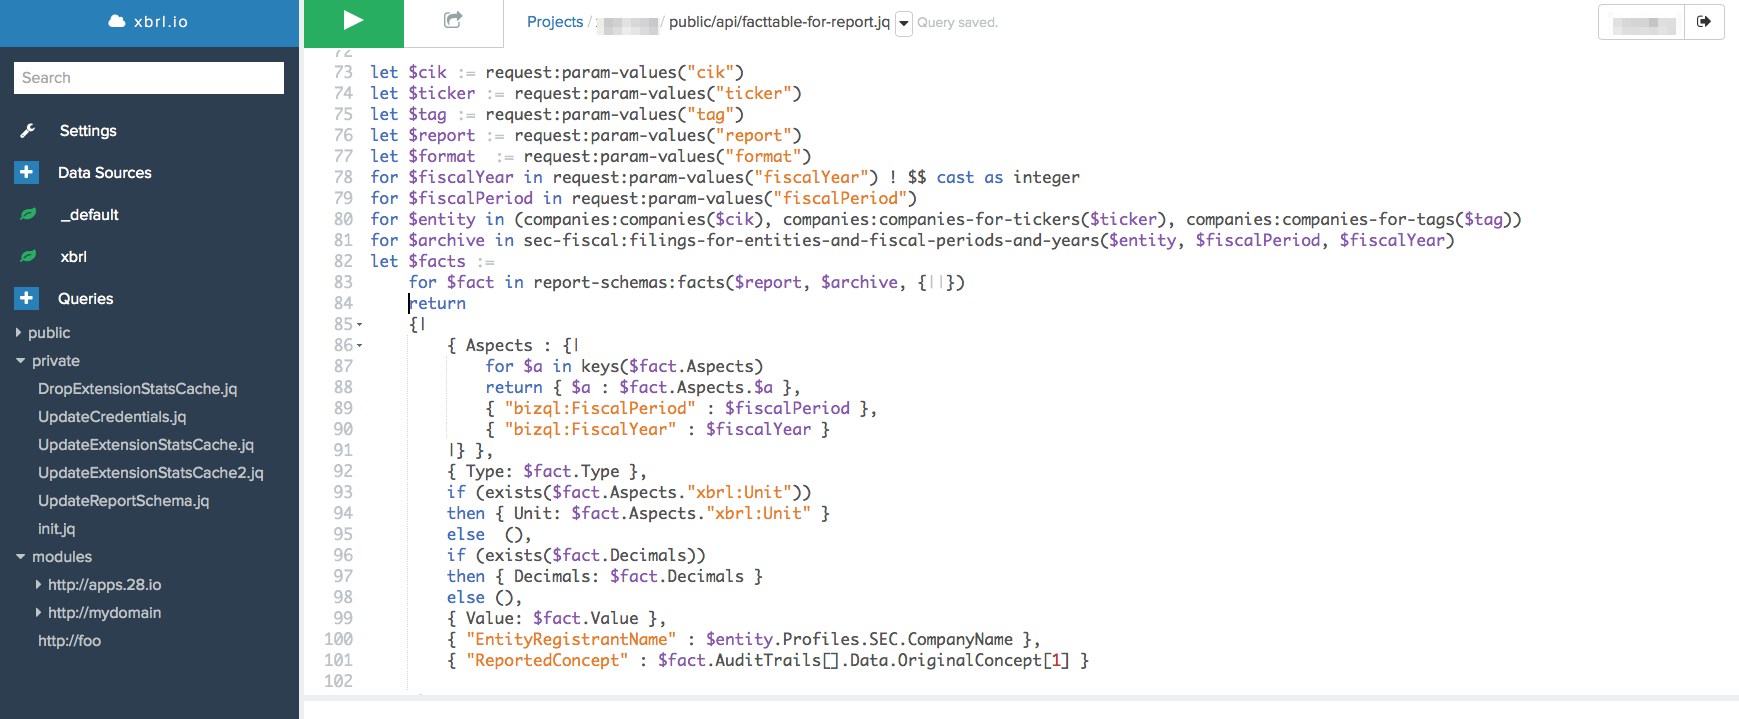 xbrl.io
Projects / / public/api/facttable-for-report.jq Query saved.
Search
Settings
Data Sources
_default
xbrl
Queries
public
private
DropExtensionStatsCache.jq
UpdateCredentials.jq
UpdateExtensionStatsCache.jq
UpdateExtensionStatsCache2.jq
UpdateReportSchema.jq
init.jq
modules
http://apps.28.io
http://mydomain
http://foo
72
73 let $cik := request:param-values("cik")
74 let $ticker := request:param-values("ticker")
75 let $tag := request:param-values("tag")
76 let $report := request:param-values("report")
77 let $format  := request:param-values("format")
78 for $fiscalYear in request:param-values("fiscalYear") ! $$ cast as integer
79 for $fiscalPeriod in request:param-values("fiscalPeriod")
80 for $entity in (companies:companies($cik), companies:companies-for-tickers($ticker), companies:companies-for-tags($tag))
81 for $archive in sec-fiscal:filings-for-entities-and-fiscal-periods-and-years($entity, $fiscalPeriod, $fiscalYear)
82 let $facts :=
83     for $fact in report-schemas:facts($report, $archive, {||})
84     return
85     {|
86         { Aspects : {|
87             for $a in keys($fact.Aspects)
88             return { $a : $fact.Aspects.$a },
89             { "bizql:FiscalPeriod" : $fiscalPeriod },
90             { "bizql:FiscalYear" : $fiscalYear }
91         |} },
92         { Type: $fact.Type },
93         if (exists($fact.Aspects."xbrl:Unit"))
94         then { Unit: $fact.Aspects."xbrl:Unit" }
95         else  (),
96         if (exists($fact.Decimals))
97         then { Decimals: $fact.Decimals }
98         else (),
99         { Value: $fact.Value },
100         { "EntityRegistrantName" : $entity.Profiles.SEC.CompanyName },
101         { "ReportedConcept" : $fact.AuditTrails[].Data.OriginalConcept[1] }
102